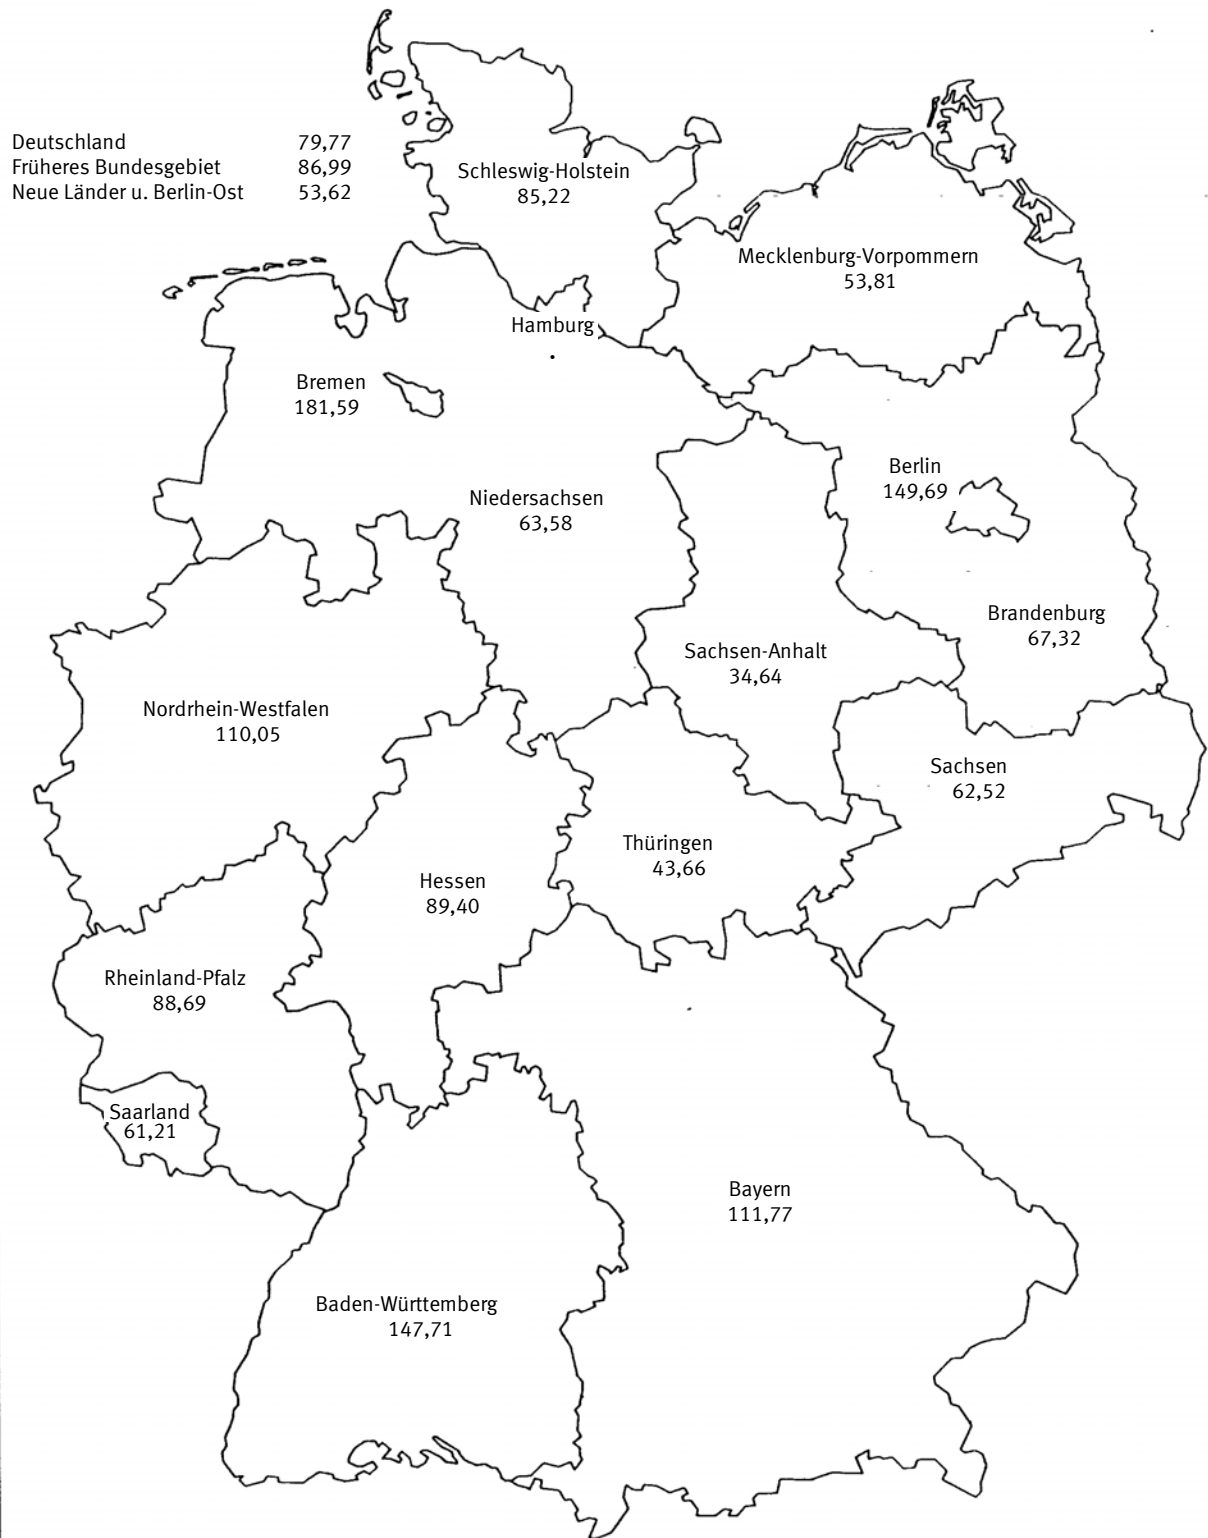 Deutschland 79,77
Früheres Bundesgebiet 86,99
Neue Länder u. Berlin-Ost 53,62
Schleswig-Holstein
85,22
Mecklenburg-Vorpommern
53,81
Hamburg
.
Bremen
181,59
Berlin
149,69
Niedersachsen
63,58
Brandenburg
67,32
Sachsen-Anhalt
34,64
Nordrhein-Westfalen
110,05
Sachsen
62,52
Thüringen
43,66
Hessen
89,40
Rheinland-Pfalz
88,69
Saarland
61,21
Bayern
111,77
Baden-Württemberg
147,71